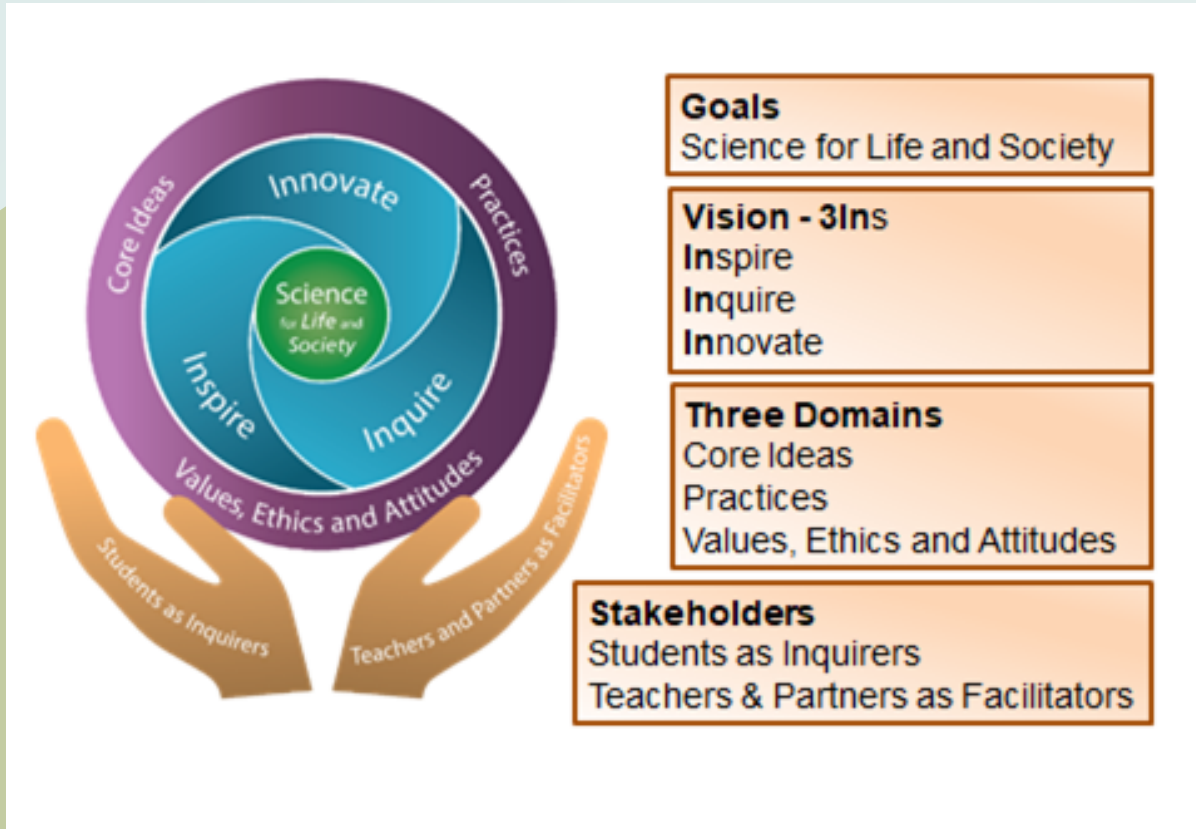 Core Ideas
Innovate
Practices
Science
for Life and
Society
Inspire
Inquire
Values, Ethics and Attitudes
Students as Inquirers
Teachers and Partners as Facilitators
Goals
Science for Life and Society
Vision - 3Ins
Inspire
Inquire
Innovate
Three Domains
Core Ideas
Practices
Values, Ethics and Attitudes
Stakeholders
Students as Inquirers
Teachers & Partners as Facilitators